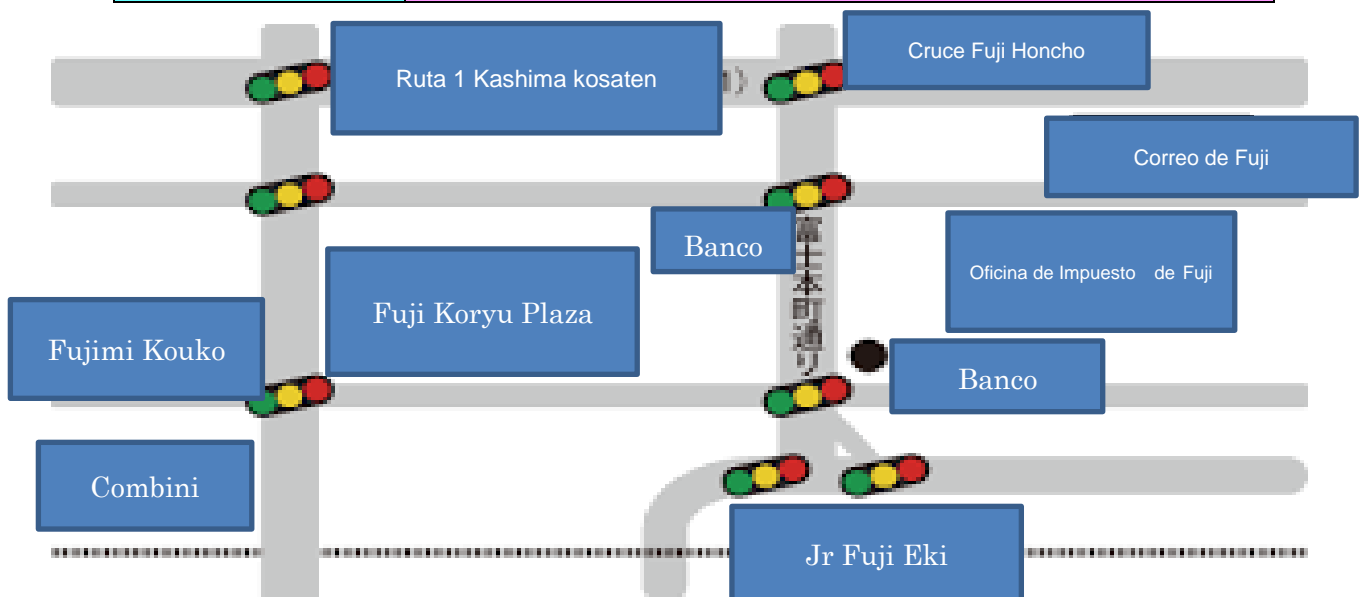 Cruce Fuji Honcho
Ruta 1 Kashima kosaten
Correo de Fuji
Banco
富士本町通り
Oficina de Impuesto de Fuji
Fuji Koryu Plaza
Fujimi Kouko
Banco
Combini
Jr Fuji Eki